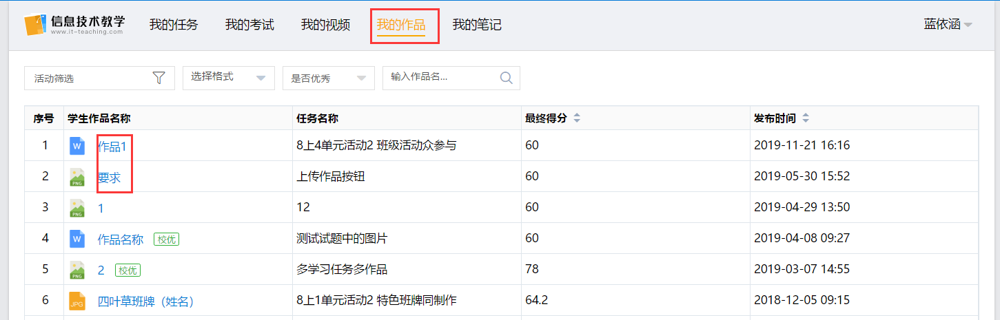 信息技术教学 我的任务 我的考试 我的视频 我的作品 我的笔记 蓝依涵
www.it-teaching.com
活动筛选 选择格式 是否优秀 输入作品名...
序号 学生作品名称 任务名称 最终得分 发布时间
1 W 作品1 8上4单元活动2 班级活动众参与 60 2019-11-21 16:16
2 PNG 要求 上传作品按钮 60 2019-05-30 15:52
3 PNG 1 12 60 2019-04-29 13:50
4 W 作品名称 校优 测试试题中的图片 60 2019-04-08 09:27
5 PNG 2 校优 多学习任务多作品 78 2019-03-07 14:55
6 JPG 四叶草班牌（姓名） 8上1单元活动2 特色班牌同制作 64.2 2018-12-05 09:15